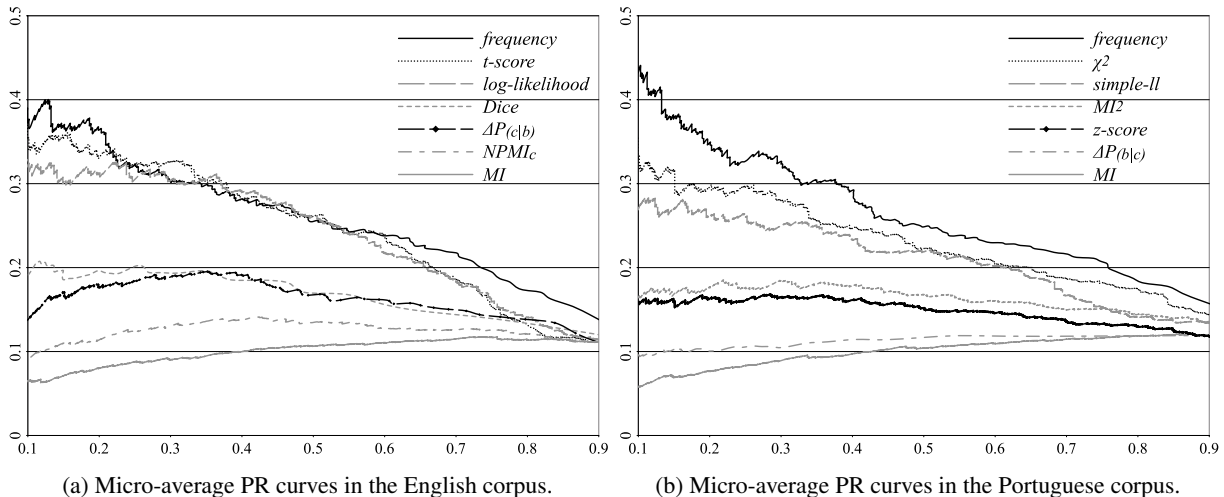 0.5
0.4
0.3
0.2
0.1
0
frequency
t-score
log-likelihood
Dice
ΔP(c|b)
NPMIc
MI
0.1 0.2 0.3 0.4 0.5 0.6 0.7 0.8 0.9
(a) Micro-average PR curves in the English corpus.
0.5
0.4
0.3
0.2
0.1
0
frequency
χ²
simple-ll
MI²
z-score
ΔP(b|c)
MI
0.1 0.2 0.3 0.4 0.5 0.6 0.7 0.8 0.9
(b) Micro-average PR curves in the Portuguese corpus.